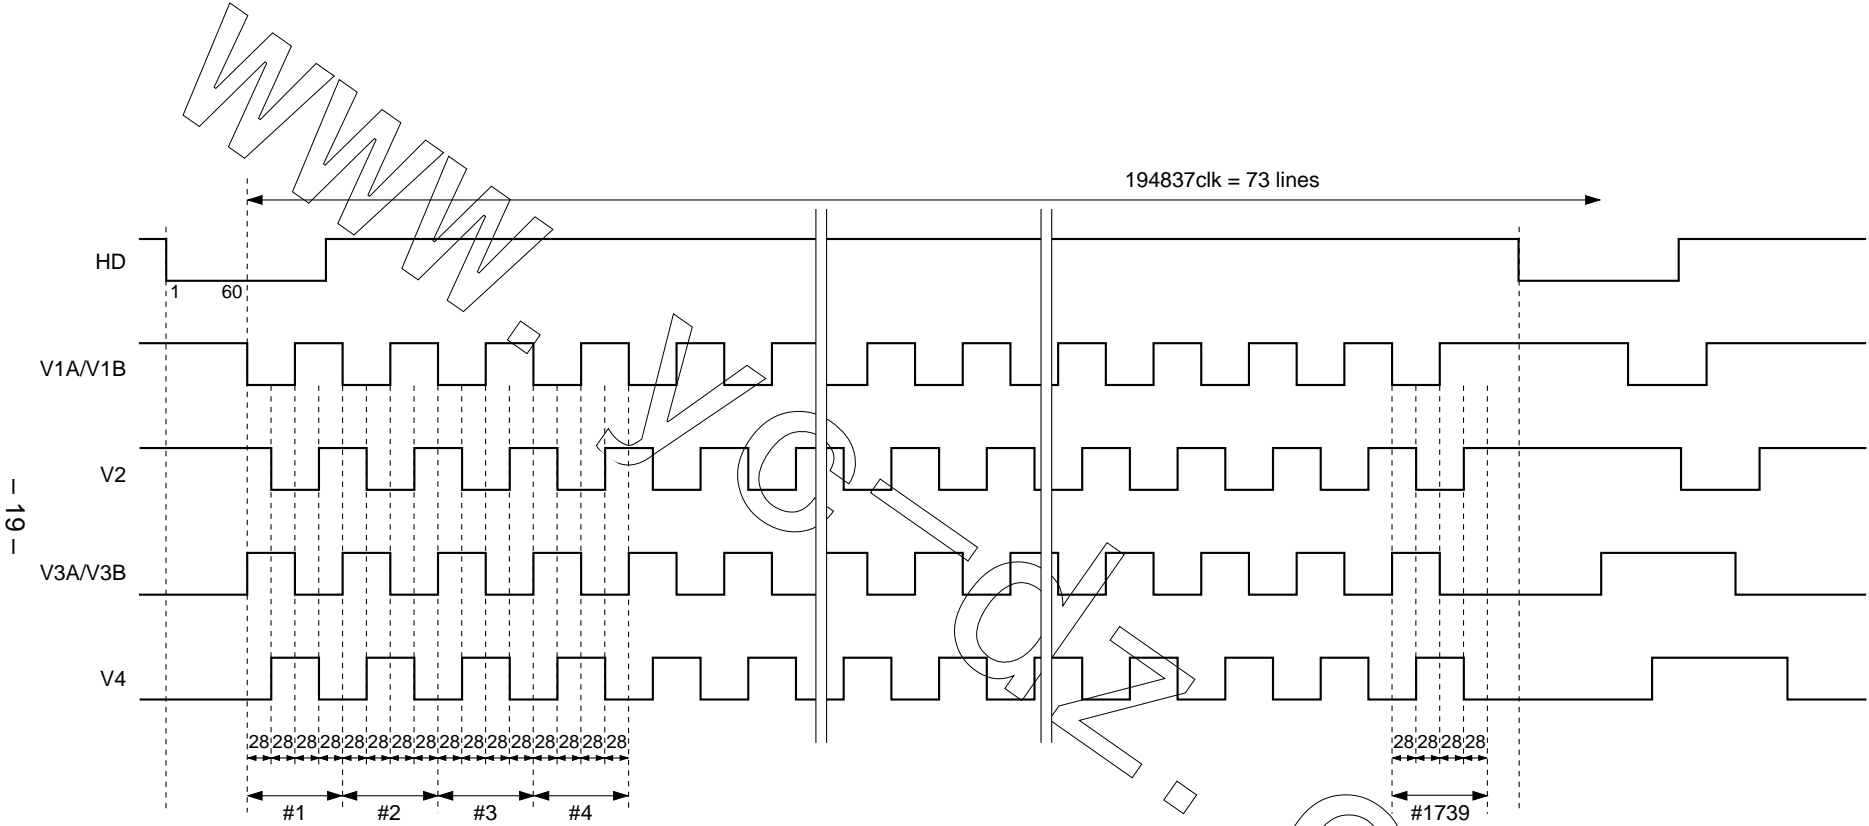 194837clk = 73 lines
HD
1 60
V1A/V1B
V2
V3A/V3B
V4
28 28 28 28 28 28 28 28 28 28 28 28 28 28 28 28
28 28 28 28
#1 #2 #3 #4
#1739
– 19 –
www.